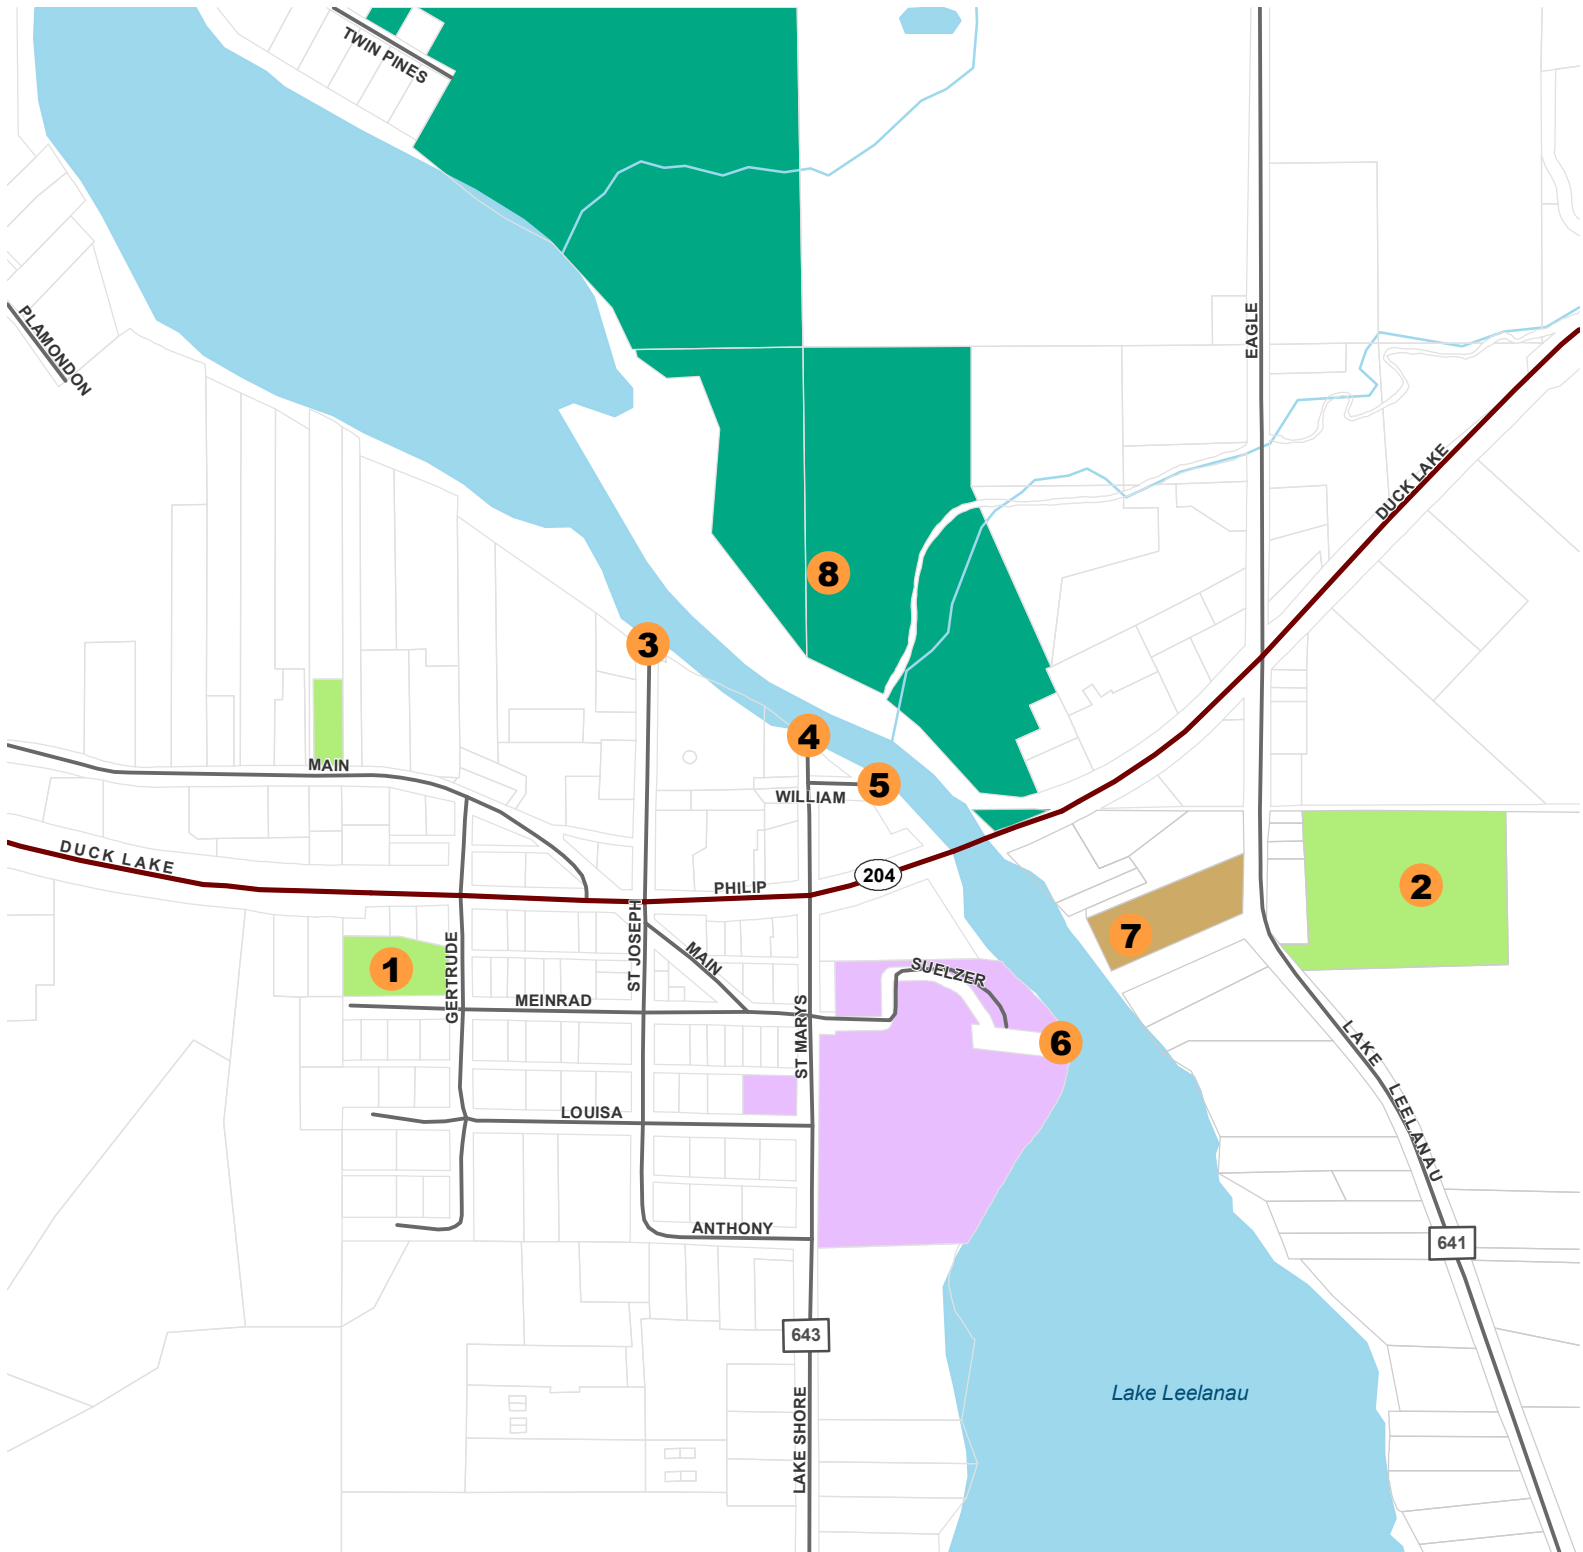 TWIN PINES
PLAMONDON
EAGLE
DUCK LAKE
8
3
4
5
WILLIAM
MAIN
DUCK LAKE
PHILIP
204
2
7
1
GERTRUDE
ST JOSEPH
MAIN
SUELZER
MEINRAD
ST MARYS
6
LAKE LEELANAU
LOUISA
ANTHONY
641
643
Lake Leelanau
LAKE SHORE